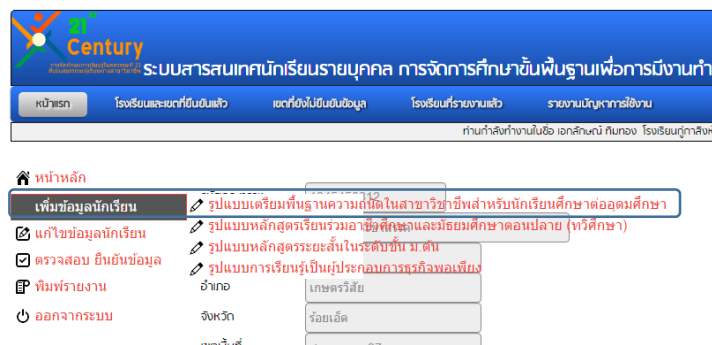 21
Century
ระบบสารสนเทศนักเรียนรายบุคคล การจัดการศึกษาขั้นพื้นฐานเพื่อการมีงานทำ
หน้าแรก โรงเรียนและเขตที่ยืนยันแล้ว เขตที่ยังไม่ยืนยันข้อมูล โรงเรียนที่รายงานแล้ว รายงานปัญหาการใช้งาน
ท่านกำลังทำงานในชื่อ เอกลักษณ์ ทิมทอง โรงเรียนกู่กาสิงห์
หน้าหลัก
เพิ่มข้อมูลนักเรียน
รูปแบบเตรียมพื้นฐานความถนัดในสาขาวิชาชีพสำหรับนักเรียนศึกษาต่ออุดมศึกษา
แก้ไขข้อมูลนักเรียน
รูปแบบหลักสูตรเรียนร่วมอาชีวศึกษาและมัธยมศึกษาตอนปลาย (ทวิศึกษา)
รูปแบบหลักสูตรระยะสั้นในระดับชั้น ม.ต้น
ตรวจสอบ ยืนยันข้อมูล
รูปแบบการเรียนรู้เป็นผู้ประกอบการธุรกิจพอเพียง
พิมพ์รายงาน
อำเภอ เกษตรวิสัย
ออกจากระบบ
จังหวัด ร้อยเอ็ด